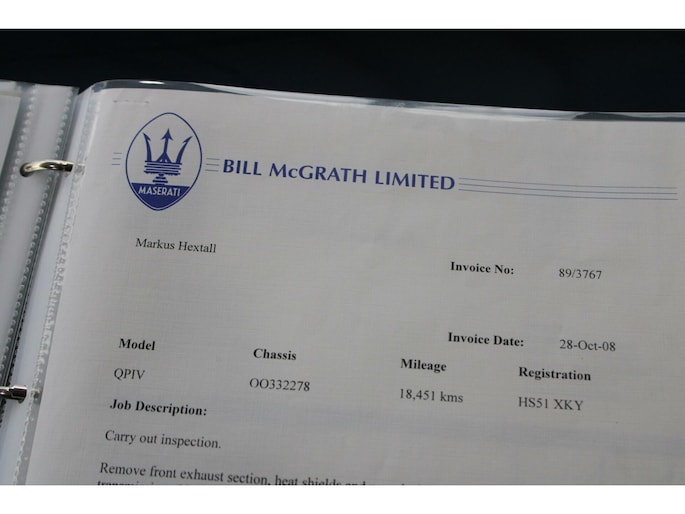 MASERATI
BILL McGRATH LIMITED
Markus Hextall
Invoice No: 89/3767
Invoice Date: 28-Oct-08
Model Chassis Mileage Registration
QPIV OO332278 18,451 kms HS51 XKY
Job Description:
Carry out inspection.
Remove front exhaust section, heat shields and